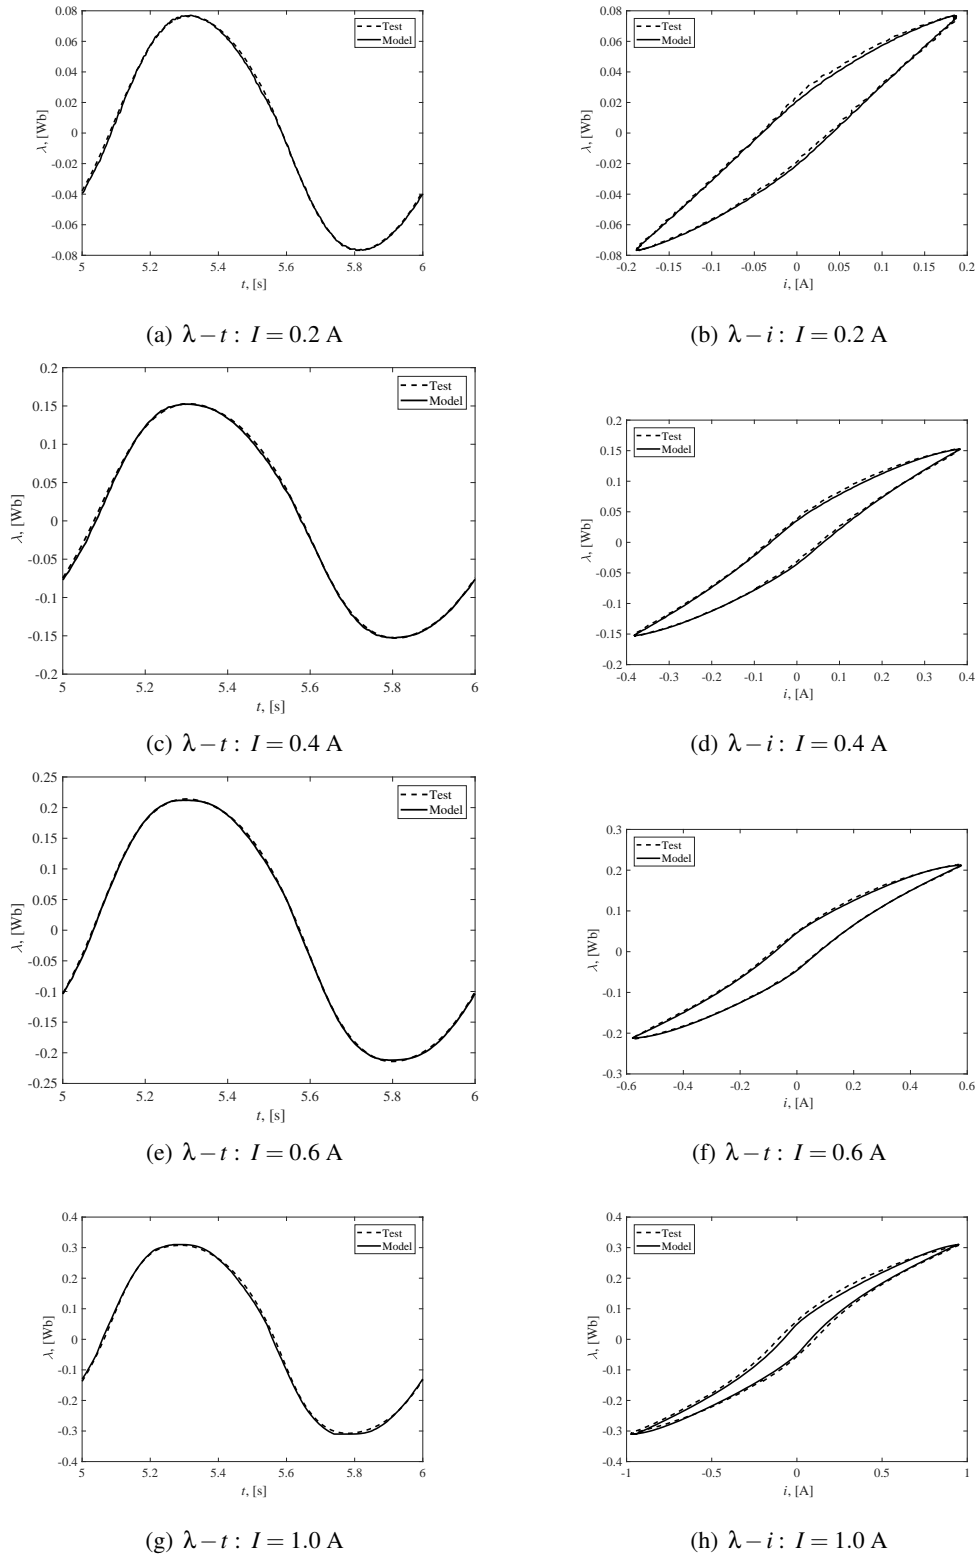 0.08
0.06
0.04
0.02
0
-0.02
-0.04
-0.06
-0.08
λ, [Wb]
Test
Model
5 5.2 5.4 5.6 5.8 6
t, [s]
(a) λ−t : I = 0.2 A
0.08
0.06
0.04
0.02
0
-0.02
-0.04
-0.06
-0.08
λ, [Wb]
Test
Model
-0.2 -0.15 -0.1 -0.05 0 0.05 0.1 0.15 0.2
i, [A]
(b) λ−i : I = 0.2 A
0.2
0.15
0.1
0.05
0
-0.05
-0.1
-0.15
-0.2
λ, [Wb]
Test
Model
5 5.2 5.4 5.6 5.8 6
t, [s]
(c) λ−t : I = 0.4 A
0.2
0.15
0.1
0.05
0
-0.05
-0.1
-0.15
-0.2
λ, [Wb]
Test
Model
-0.4 -0.3 -0.2 -0.1 0 0.1 0.2 0.3 0.4
i, [A]
(d) λ−i : I = 0.4 A
0.25
0.2
0.15
0.1
0.05
0
-0.05
-0.1
-0.15
-0.2
-0.25
λ, [Wb]
Test
Model
5 5.2 5.4 5.6 5.8 6
t, [s]
(e) λ−t : I = 0.6 A
0.3
0.2
0.1
0
-0.1
-0.2
-0.3
λ, [Wb]
Test
Model
-0.6 -0.4 -0.2 0 0.2 0.4 0.6
i, [A]
(f) λ−t : I = 0.6 A
0.4
0.3
0.2
0.1
0
-0.1
-0.2
-0.3
-0.4
λ, [Wb]
Test
Model
5 5.2 5.4 5.6 5.8 6
t, [s]
(g) λ−t : I = 1.0 A
0.4
0.3
0.2
0.1
0
-0.1
-0.2
-0.3
-0.4
λ, [Wb]
Test
Model
-1 -0.5 0 0.5 1
i, [A]
(h) λ−i : I = 1.0 A